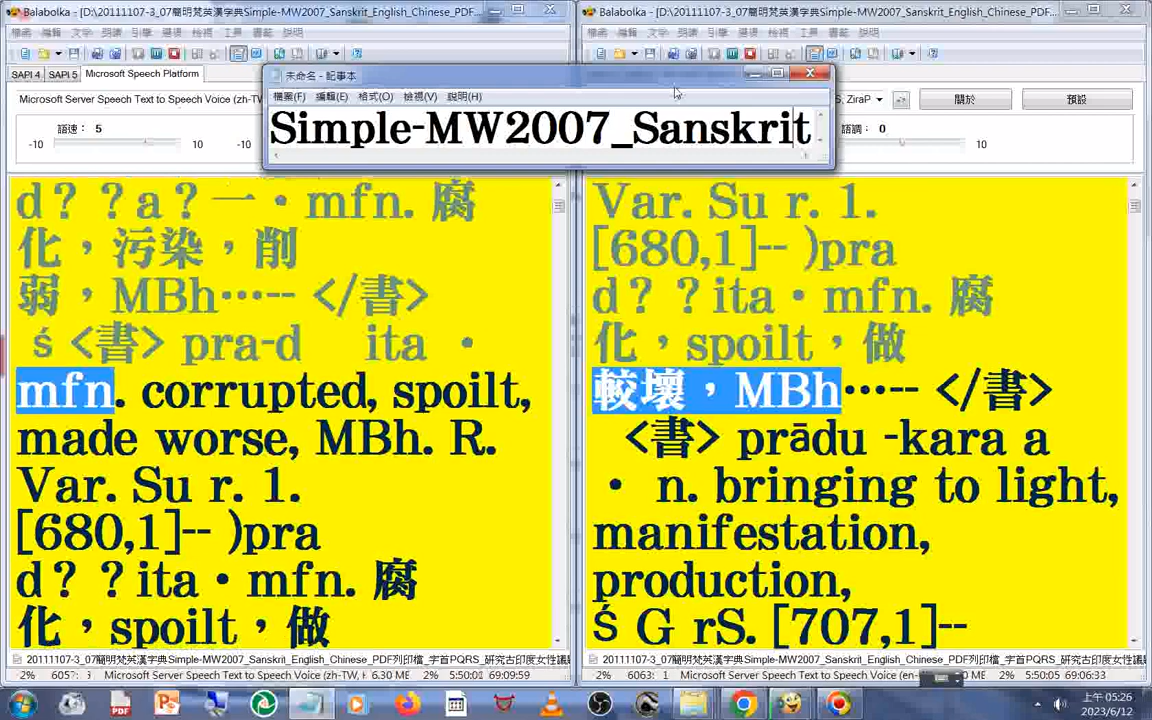 Balabolka - [D:\20111107-3_07簡明梵英漢字典Simple-MW2007_Sanskrit_English_Chinese_PDF...
Balabolka - [D:\20111107-3_07簡明梵英漢字典Simple-MW2007_Sanskrit_English_Chinese_PDF...
SAPI 4 SAPI 5 Microsoft Speech Platform
Microsoft Server Speech Text to Speech Voice (zh-TW
S, ZiraP
關於
預設
語速： 5
-10 10 -10
語調： 0
10
未命名 - 記事本
檔案(F) 編輯(E) 格式(O) 檢視(V) 說明(H)
Simple-MW2007_Sanskrit
d？？a？一・mfn. 腐
化，污染，削
弱，MBh…-- </書>
ś <書> pra-d ita ・
mfn. corrupted, spoilt,
made worse, MBh. R.
Var. Su r. 1.
[680,1]-- )pra
d？？ita・mfn. 腐
化，spoilt，做
Var. Su r. 1.
[680,1]-- )pra
d？？ita・mfn. 腐
化，spoilt，做
較壞，MBh…-- </書>
<書> prādu -kara a
・ n. bringing to light,
manifestation,
production,
Ś G rS. [707,1]--
20111107-3_07簡明梵英漢字典Simple-MW2007_Sanskrit_English_Chinese_PDF列印檔_字首PQRS_研究古印度女性議
20111107-3_07簡明梵英漢字典Simple-MW2007_Sanskrit_English_Chinese_PDF列印檔_字首PQRS_研究古印度女性議
2% 605? : Microsoft Server Speech Text to Speech Voice (zh-TW, H 6.30 ME 2% 5:50:01 69:09:59
2% 6063: Microsoft Server Speech Text to Speech Voice 6.30 ME 2% 5:50:0 69:06:33
上午 05:26
2023/6/12